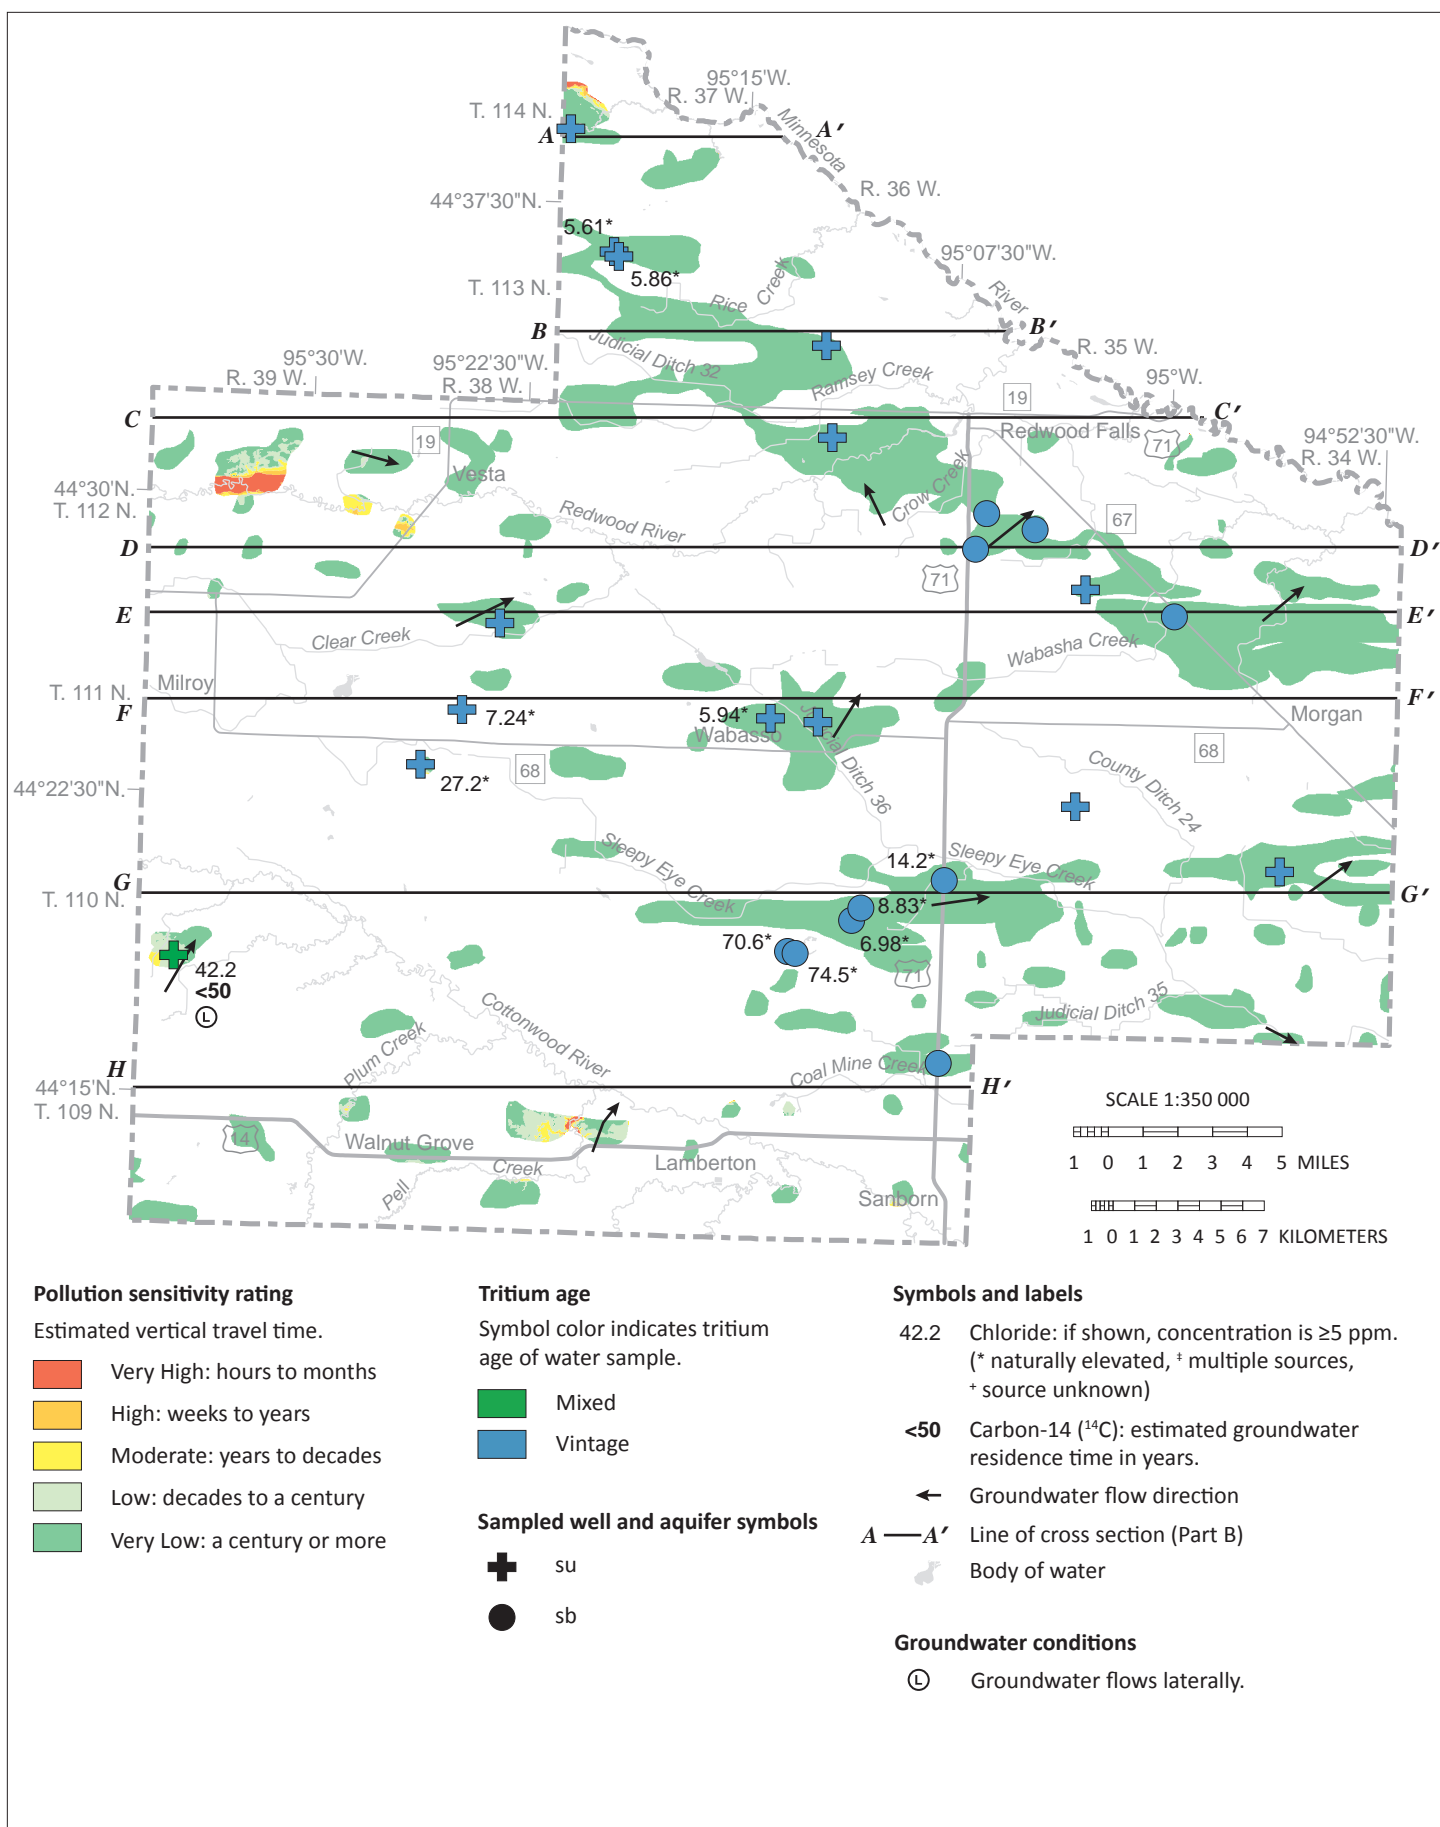 95°15'W.
R. 37 W.
T. 114 N.
A
A′
Minnesota
R. 36 W.
44°37'30"N.
5.61*
95°07'30"W.
5.86*
Creek
T. 113 N.
Rice
River
B
B′
Judicial Ditch 32
R. 35 W.
95°30'W.
95°22'30"W.
R. 39 W.
R. 38 W.
Ramsey Creek
95°W.
19
C
C′
19
Redwood Falls
71
94°52'30"W.
R. 34 W.
Vesta
44°30'N.
T. 112 N.
Crow Creek
Redwood River
67
D
D′
71
E
E′
Clear Creek
Wabasha Creek
T. 111 N.
Milroy
F
F′
7.24*
5.94*
Wabasso
Judicial Ditch 36
Morgan
68
68
27.2*
County Ditch 24
44°22'30"N.
Sleepy Eye Creek
14.2*
Sleepy Eye Creek
G
G′
T. 110 N.
8.83*
70.6*
6.98*
74.5*
71
42.2
<50
L
Cottonwood River
Judicial Ditch 35
Plum Creek
Coal Mine Creek
H
H′
44°15'N.
T. 109 N.
14
Walnut Grove
Creek
Pell
Lamberton
Sanborn
SCALE 1:350 000
1 0 1 2 3 4 5 MILES
1 0 1 2 3 4 5 6 7 KILOMETERS
Pollution sensitivity rating
Estimated vertical travel time.
Very High: hours to months
High: weeks to years
Moderate: years to decades
Low: decades to a century
Very Low: a century or more
Tritium age
Symbol color indicates tritium
age of water sample.
Mixed
Vintage
Sampled well and aquifer symbols
su
sb
Symbols and labels
42.2 Chloride: if shown, concentration is ≥5 ppm.
(* naturally elevated, ‡ multiple sources,
+ source unknown)
<50 Carbon-14 (¹⁴C): estimated groundwater
residence time in years.
Groundwater flow direction
A A′ Line of cross section (Part B)
Body of water
Groundwater conditions
L Groundwater flows laterally.